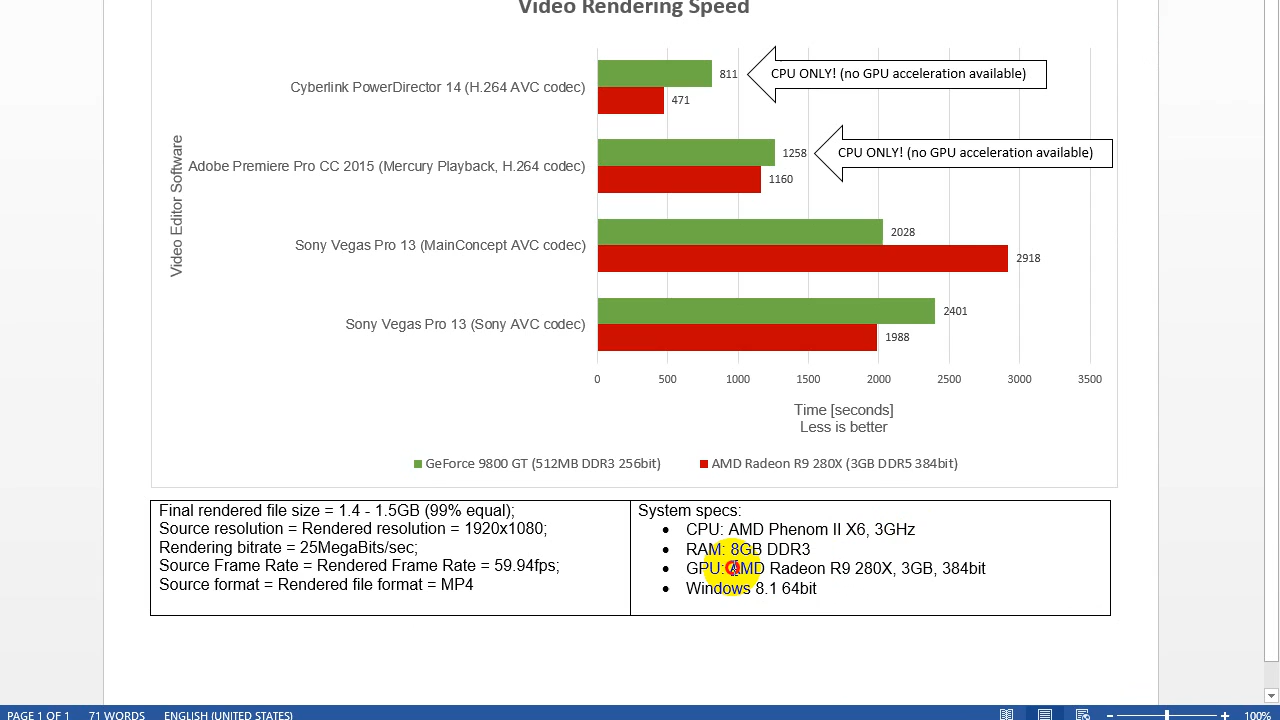 Video Rendering Speed
Video Editor Software
Cyberlink PowerDirector 14 (H.264 AVC codec)
811
CPU ONLY! (no GPU acceleration available)
471
Adobe Premiere Pro CC 2015 (Mercury Playback, H.264 codec)
1258
CPU ONLY! (no GPU acceleration available)
1160
Sony Vegas Pro 13 (MainConcept AVC codec)
2028
2918
Sony Vegas Pro 13 (Sony AVC codec)
2401
1988
0 500 1000 1500 2000 2500 3000 3500
Time [seconds]
Less is better
GeForce 9800 GT (512MB DDR3 256bit) AMD Radeon R9 280X (3GB DDR5 384bit)
Final rendered file size = 1.4 - 1.5GB (99% equal);
Source resolution = Rendered resolution = 1920x1080;
Rendering bitrate = 25MegaBits/sec;
Source Frame Rate = Rendered Frame Rate = 59.94fps;
Source format = Rendered file format = MP4
System specs:
• CPU: AMD Phenom II X6, 3GHz
• RAM: 8GB DDR3
• GPU: AMD Radeon R9 280X, 3GB, 384bit
• Windows 8.1 64bit
PAGE 1 OF 1 71 WORDS ENGLISH (UNITED STATES) 100%